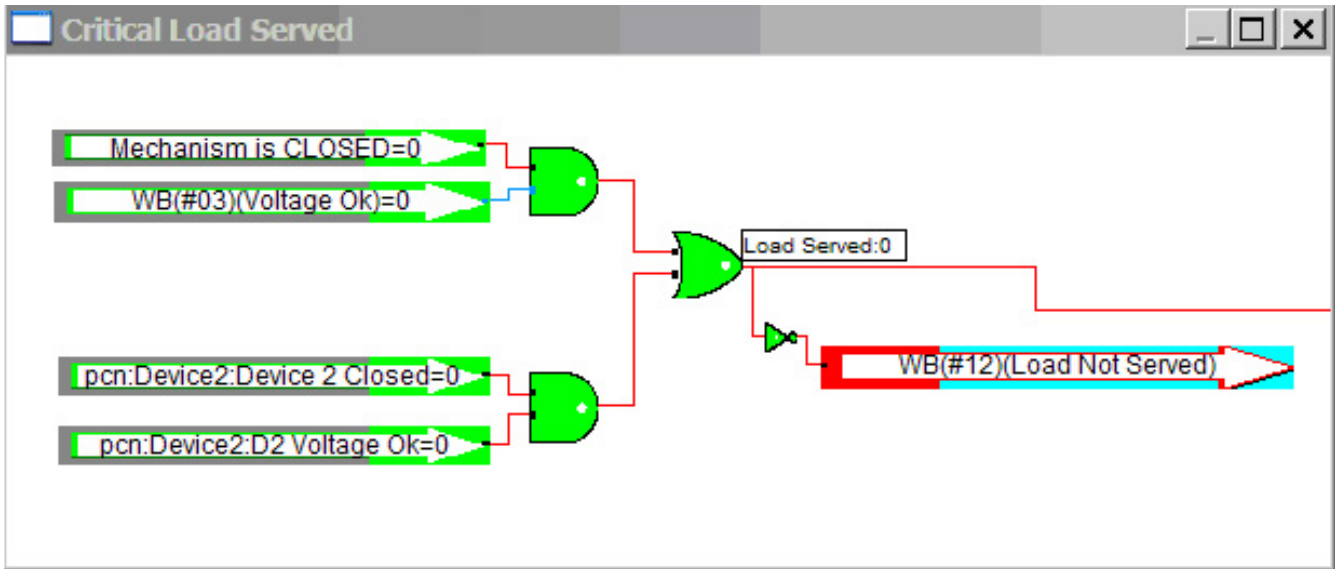 Critical Load Served
Mechanism is CLOSED=0
WB(#03)(Voltage Ok)=0
Load Served:0
WB(#12)(Load Not Served)
pcn:Device2:Device 2 Closed=0
pcn:Device2:D2 Voltage Ok=0